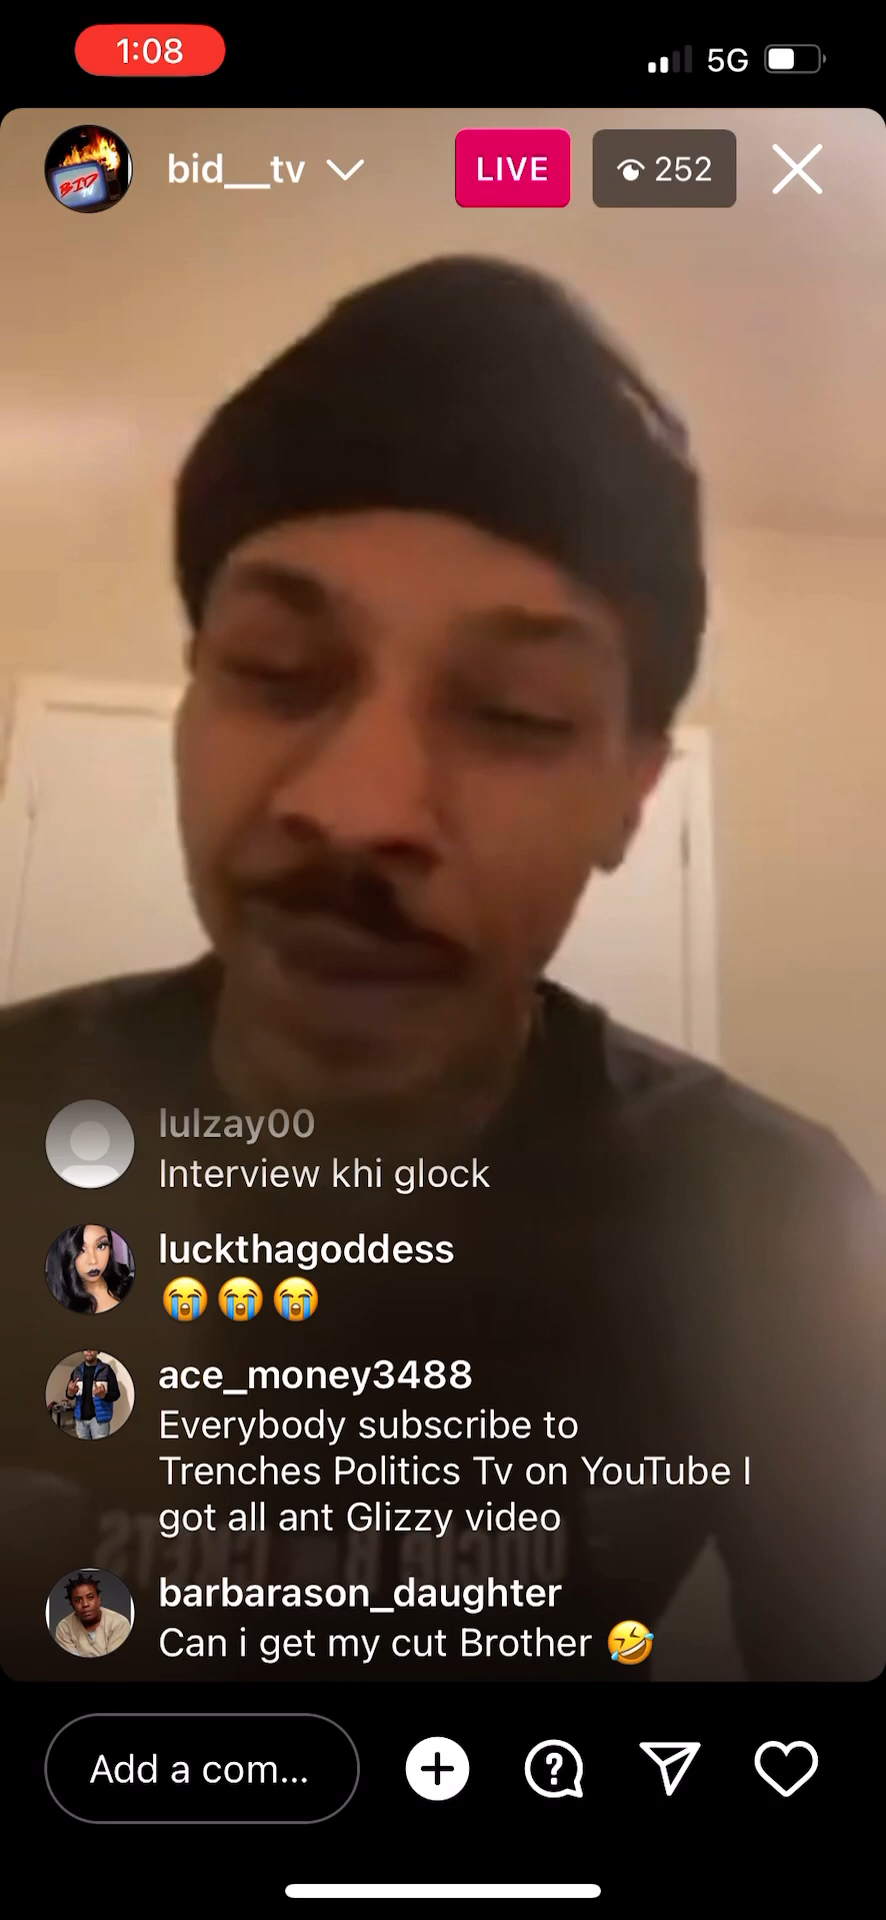 1:08
5G
BID
bid__tv
LIVE
252
lulzay00
Interview khi glock
luckthagoddess
😭😭😭
ace_money3488
Everybody subscribe to
Trenches Politics Tv on YouTube I
got all ant Glizzy video
barbarason_daughter
Can i get my cut Brother 🤣
Add a com...